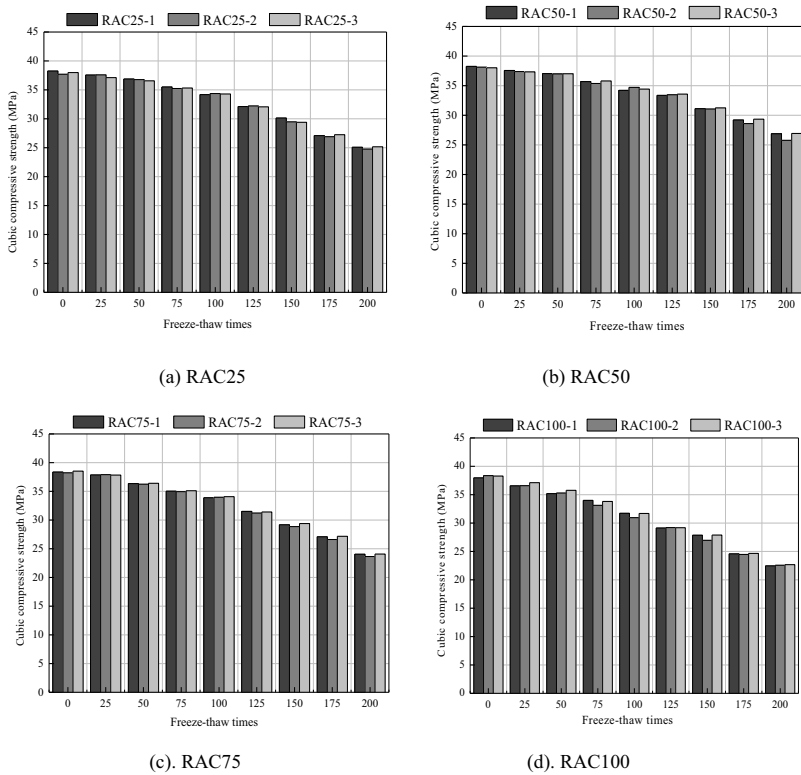 RAC25-1 RAC25-2 RAC25-3
45
40
35
30
25
20
15
10
5
0
Cubic compressive strength (MPa)
0 25 50 75 100 125 150 175 200
Freeze-thaw times
(a) RAC25
RAC50-1 RAC50-2 RAC50-3
45
40
35
30
25
20
15
10
5
0
Cubic compressive strength (MPa)
0 25 50 75 100 125 150 175 200
Freeze-thaw times
(b) RAC50
RAC75-1 RAC75-2 RAC75-3
45
40
35
30
25
20
15
10
5
0
Cubic compressive strength (MPa)
0 25 50 75 100 125 150 175 200
Freeze-thaw times
(c). RAC75
RAC100-1 RAC100-2 RAC100-3
45
40
35
30
25
20
15
10
5
0
Cubic compressive strength (MPa)
0 25 50 75 100 125 150 175 200
Freeze-thaw times
(d). RAC100